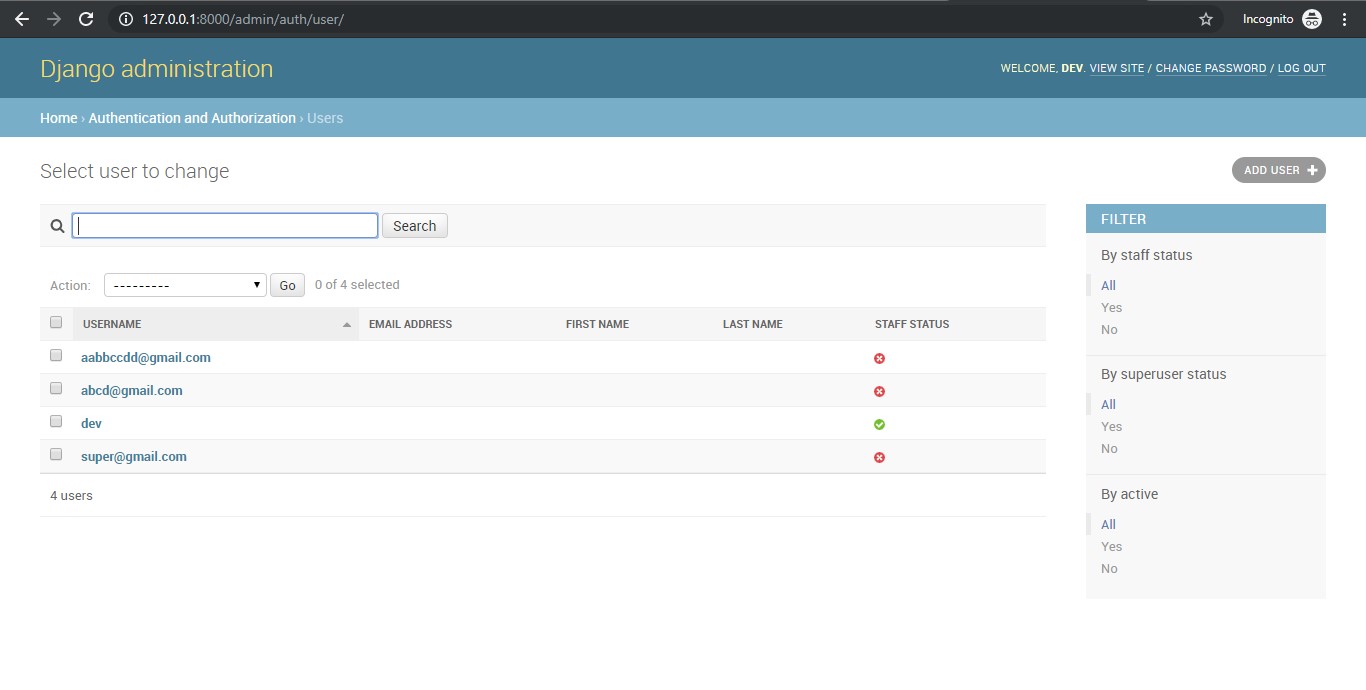 127.0.0.1:8000/admin/auth/user/
Incognito
Django administration
WELCOME, DEV. VIEW SITE / CHANGE PASSWORD / LOG OUT
Home › Authentication and Authorization › Users
Select user to change
ADD USER +
Search
Action: --------- Go 0 of 4 selected
USERNAME EMAIL ADDRESS FIRST NAME LAST NAME STAFF STATUS
aabbccdd@gmail.com
abcd@gmail.com
dev
super@gmail.com
4 users
FILTER
By staff status
All
Yes
No
By superuser status
All
Yes
No
By active
All
Yes
No